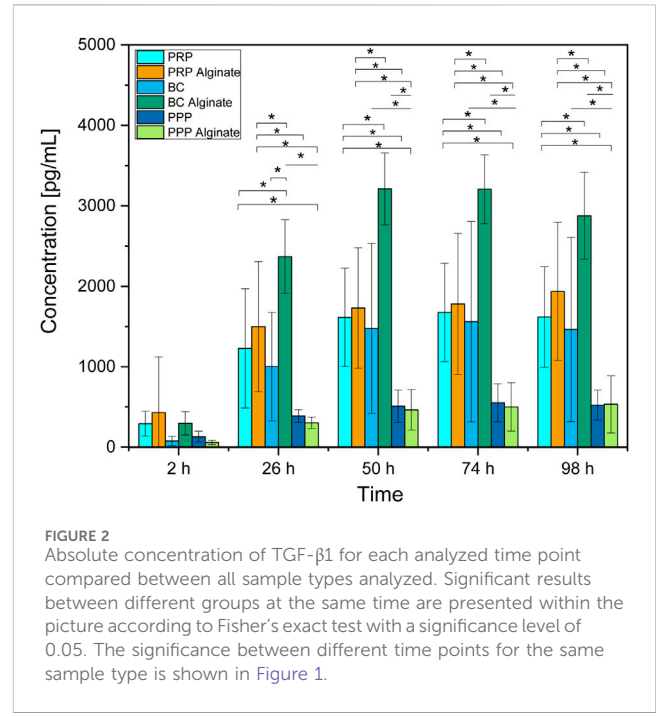 5000
4000
3000
2000
1000
0
Concentration [pg/mL]
PRP
PRP Alginate
BC
BC Alginate
PPP
PPP Alginate
* * * *
* * * *
* * * *
* * * *
* * * *
* * * *
* * * *
* * * *
2 h 26 h 50 h 74 h 98 h
Time
FIGURE 2
Absolute concentration of TGF-β1 for each analyzed time point
compared between all sample types analyzed. Significant results
between different groups at the same time are presented within the
picture according to Fisher's exact test with a significance level of
0.05. The significance between different time points for the same
sample type is shown in Figure 1.